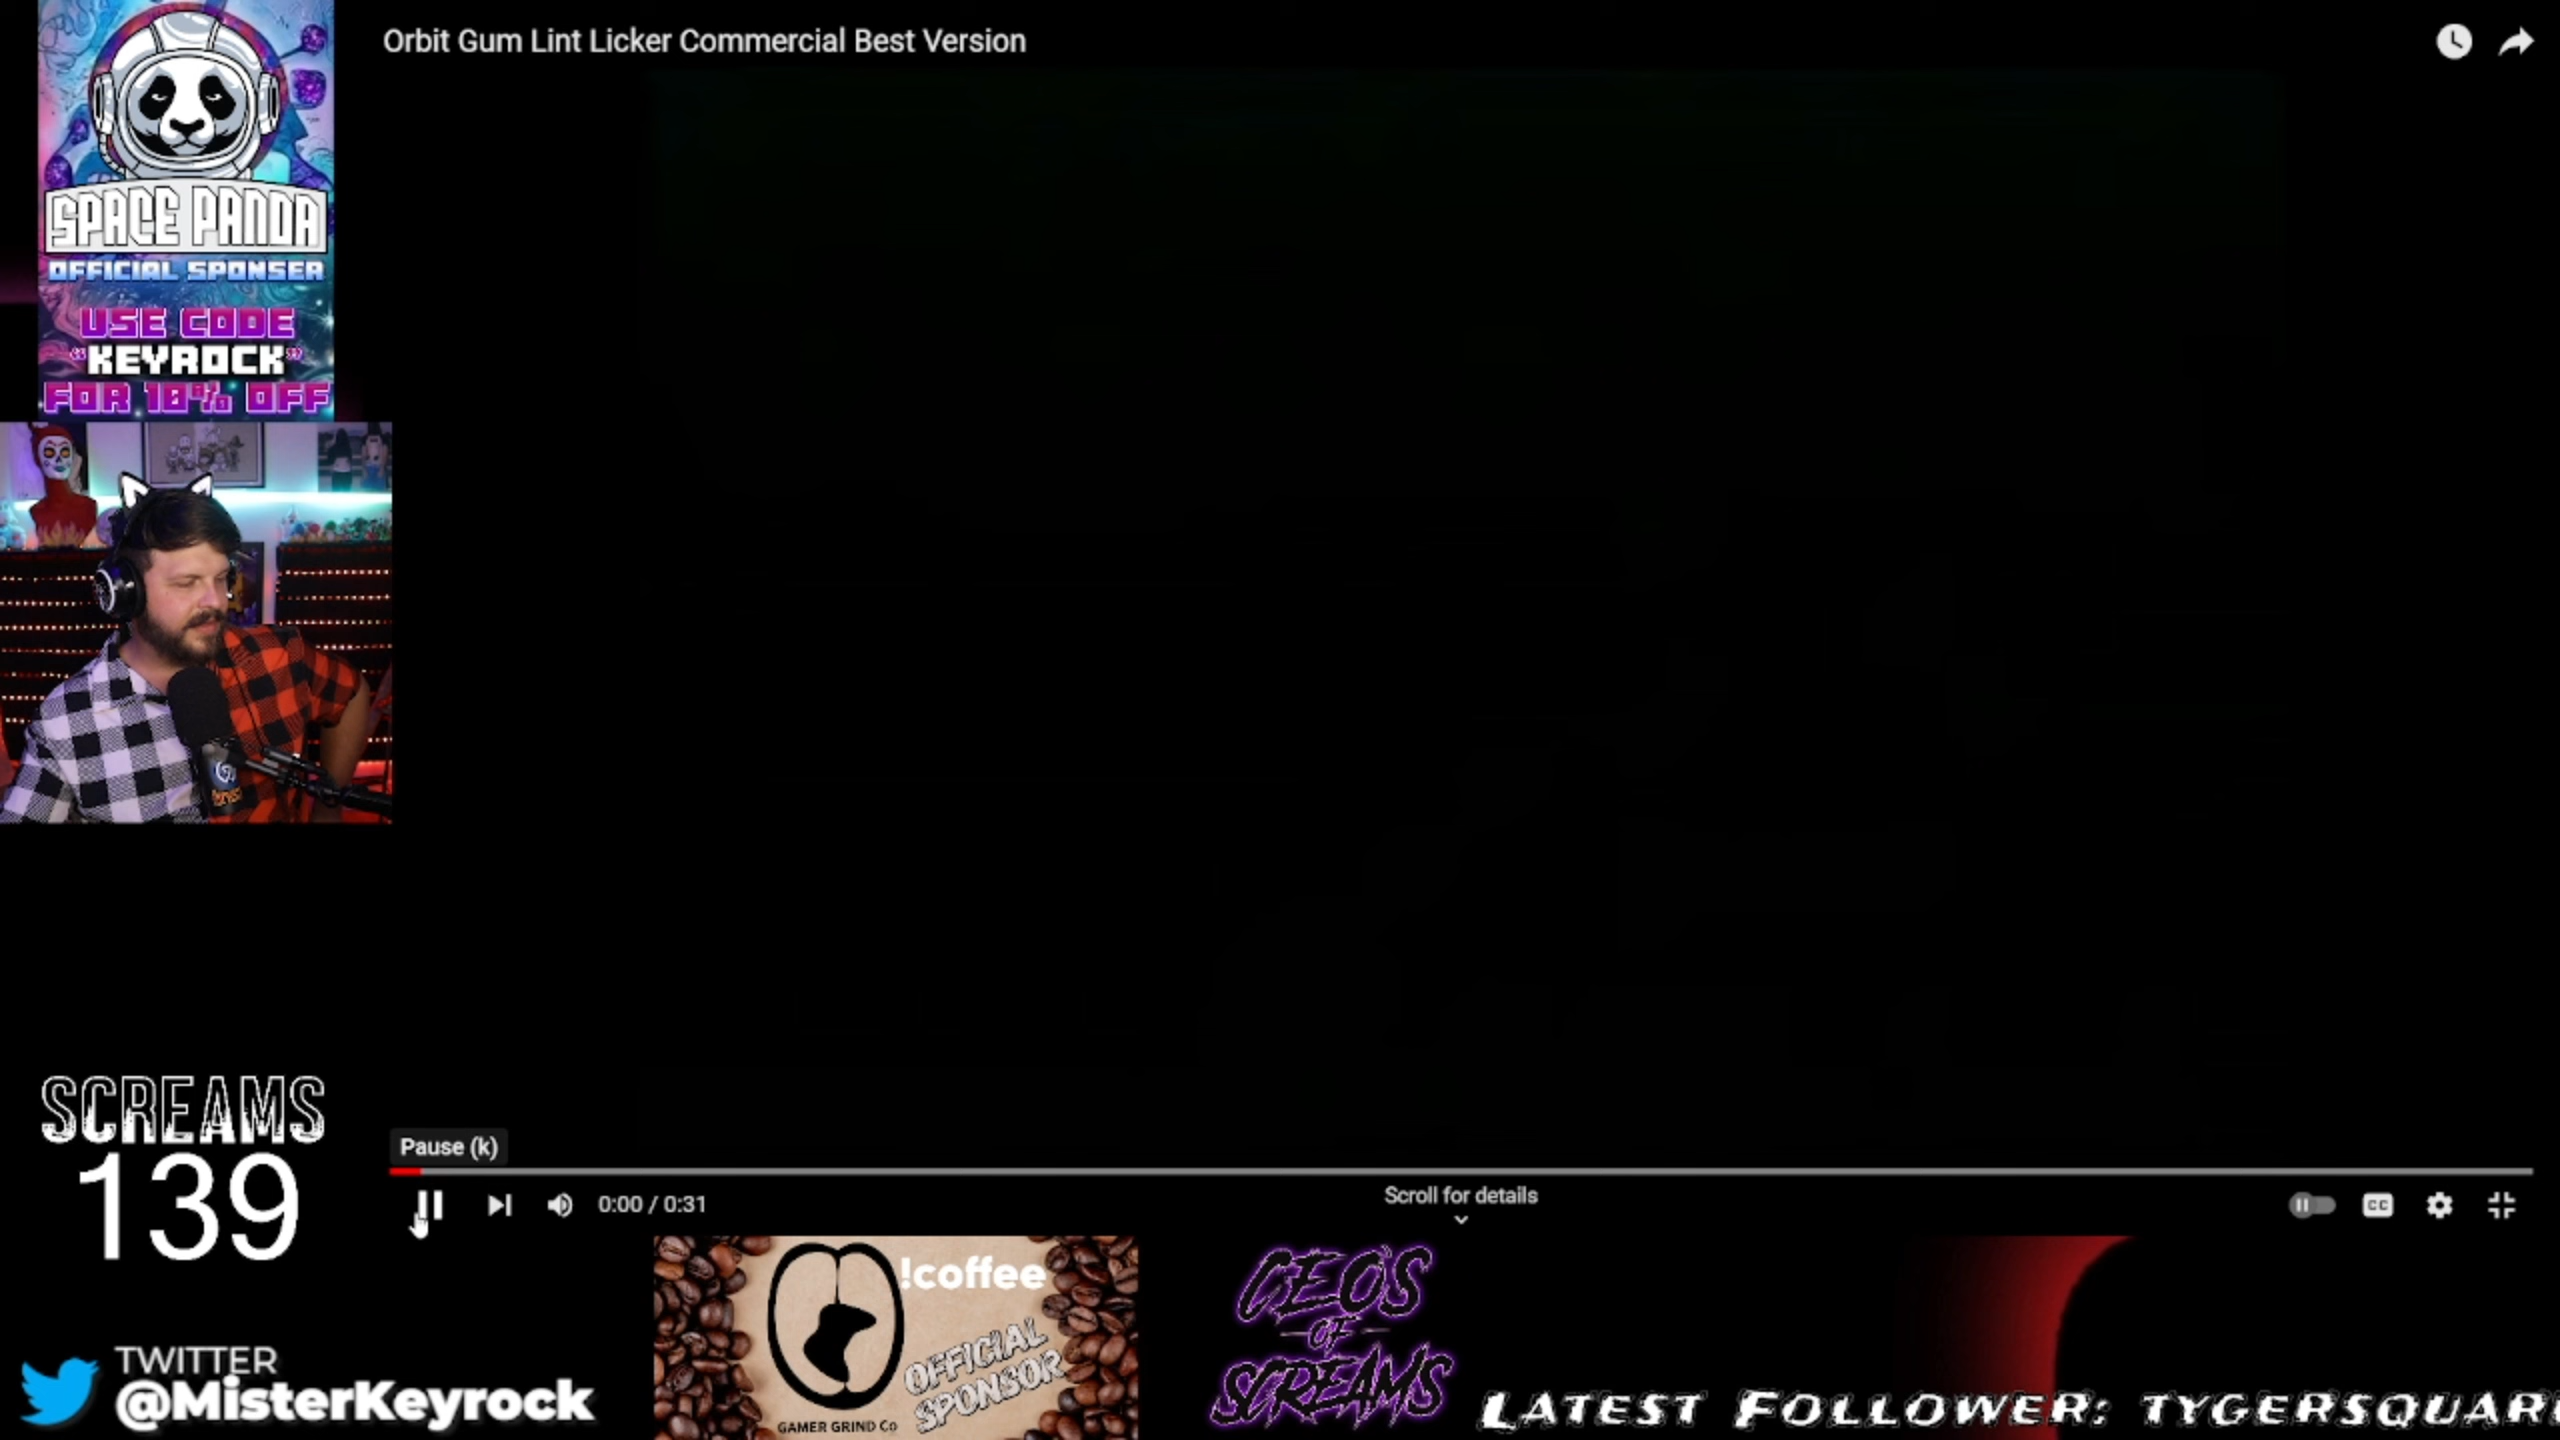 Orbit Gum Lint Licker Commercial Best Version
SPACE PANDA
OFFICIAL SPONSER
USE CODE
"KEYROCK"
FOR 10% OFF
SCREAMS
139
Pause (k)
0:00 / 0:31
Scroll for details
CC
!coffee
OFFICIAL
SPONSOR
GAMER GRIND Co
CEO'S
OF
SCREAMS
TWITTER
@MisterKeyrock
LATEST FOLLOWER: TYGERSQUAR